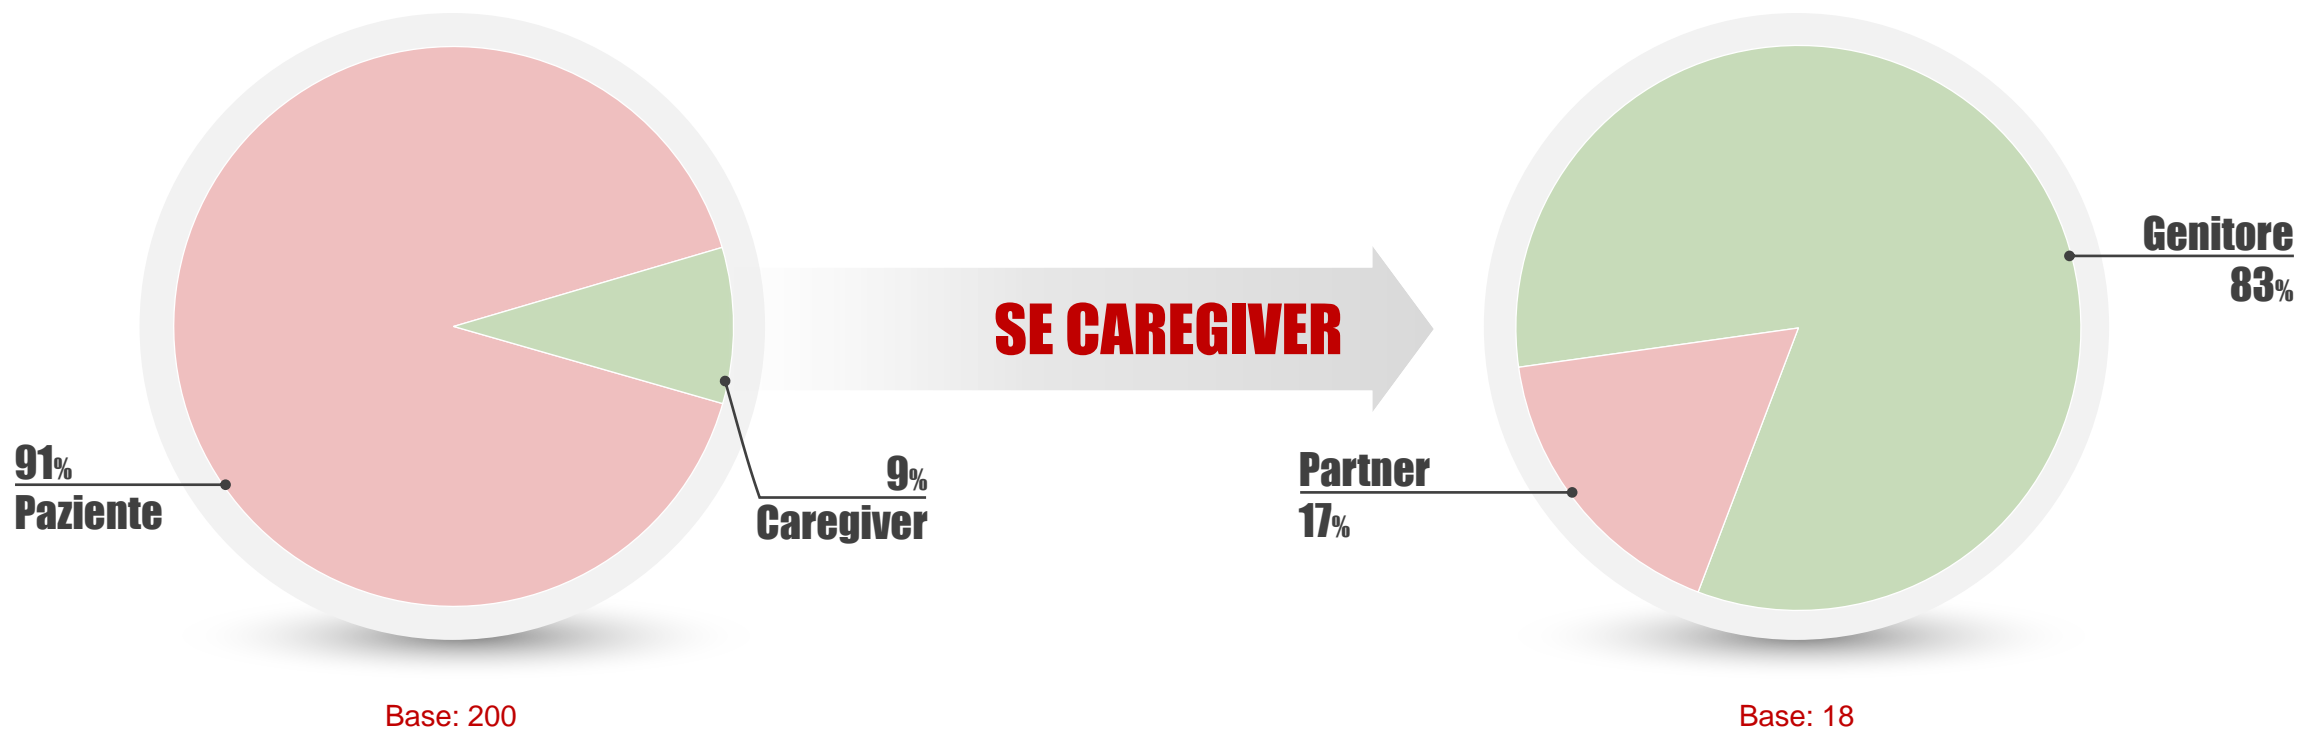 91%
Paziente
9%
Caregiver
Base: 200
SE CAREGIVER
Genitore
83%
Partner
17%
Base: 18